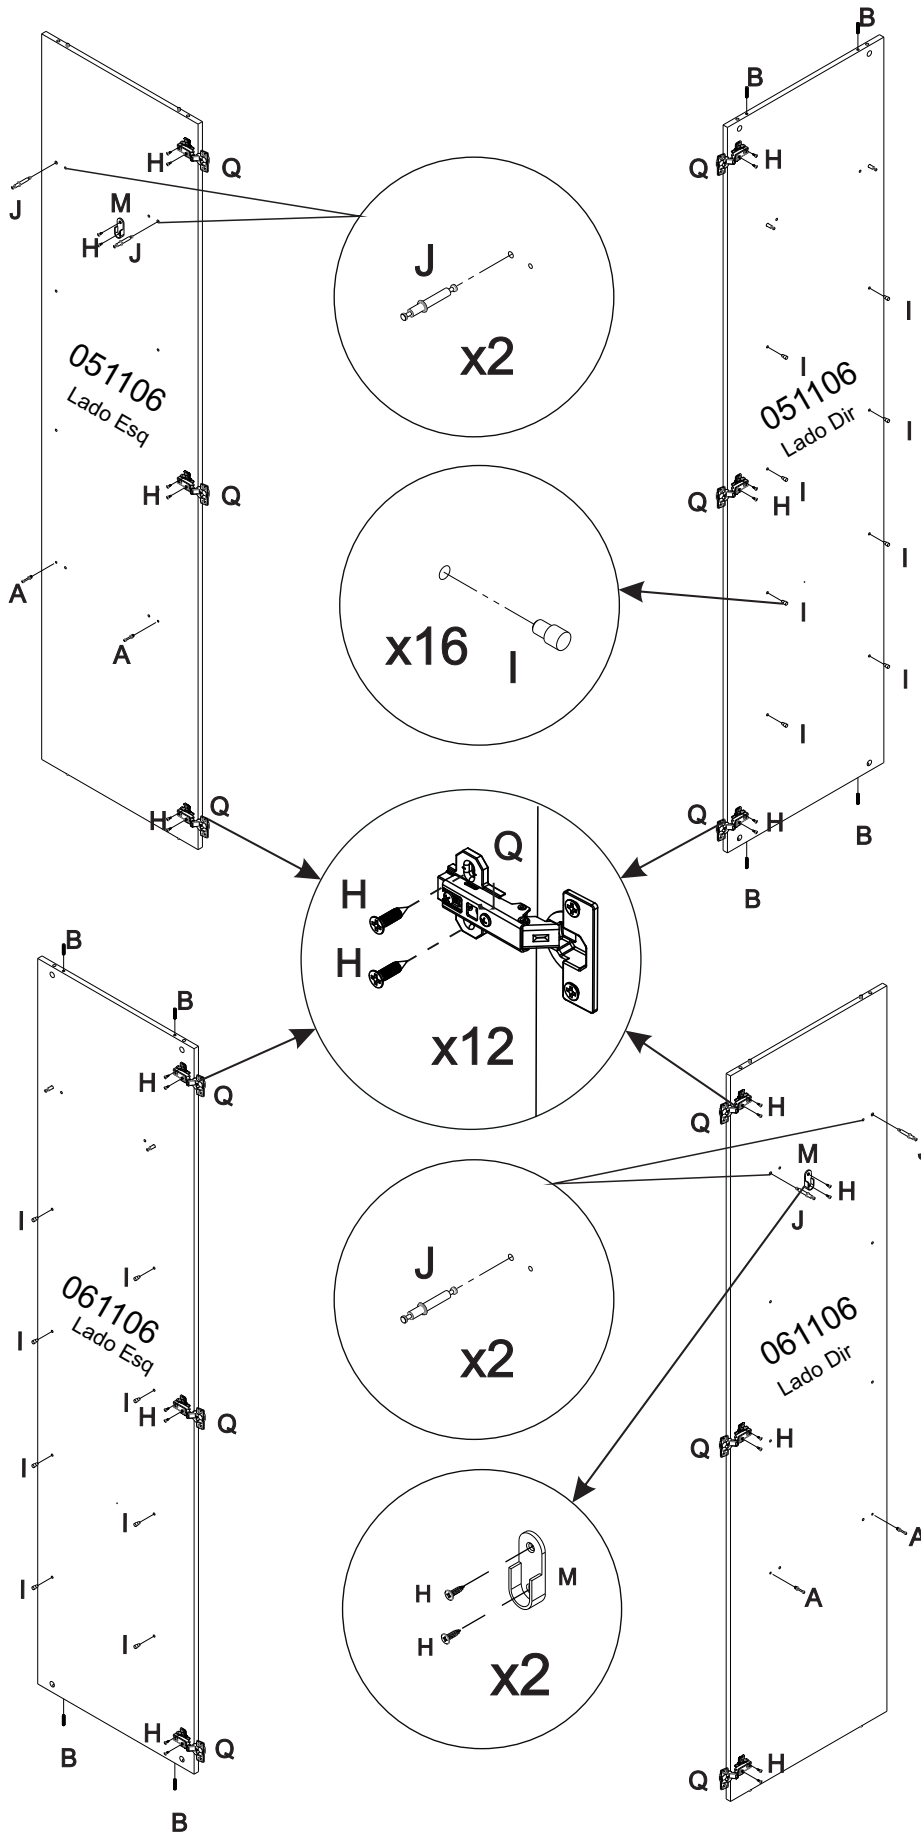 B
B
H
Q
Q
H
J
M
H
J
J
x2
I
I
051106
Lado Esq
051106
Lado Dir
I
I
H
Q
Q
H
I
A
A
x16
I
I
I
I
I
H
Q
Q
H
B
B
Q
H
H
x12
B
B
H
Q
Q
H
J
M
H
J
I
I
J
x2
061106
Lado Esq
061106
Lado Dir
I
I
H
Q
Q
H
I
I
A
A
I
I
H
M
H
x2
H
Q
Q
H
B
B